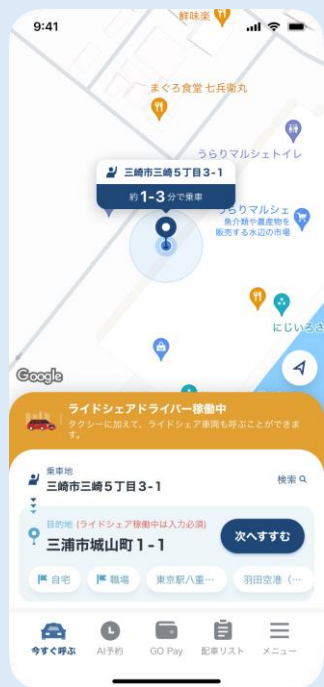 9:41
鮮味楽
まぐろ食堂 七兵衛丸
うらりマルシェトイレ
三崎市三崎5丁目3-1
約1-3分で乗車
うらりマルシェ
魚介類や農産物を
販売する水辺の市場
にじいろさ
Google
ライドシェアドライバー稼働中
タクシーに加えて、ライドシェア車両も呼ぶことができま
す。
乗車地
三崎市三崎5丁目3-1
検索
目的地 (ライドシェア稼働中は入力必須)
三浦市城山町1-1
次へすすむ
自宅
職場
東京駅八重…
羽田空港（…
今すぐ呼ぶ
AI予約
GO Pay
配車リスト
メニュー